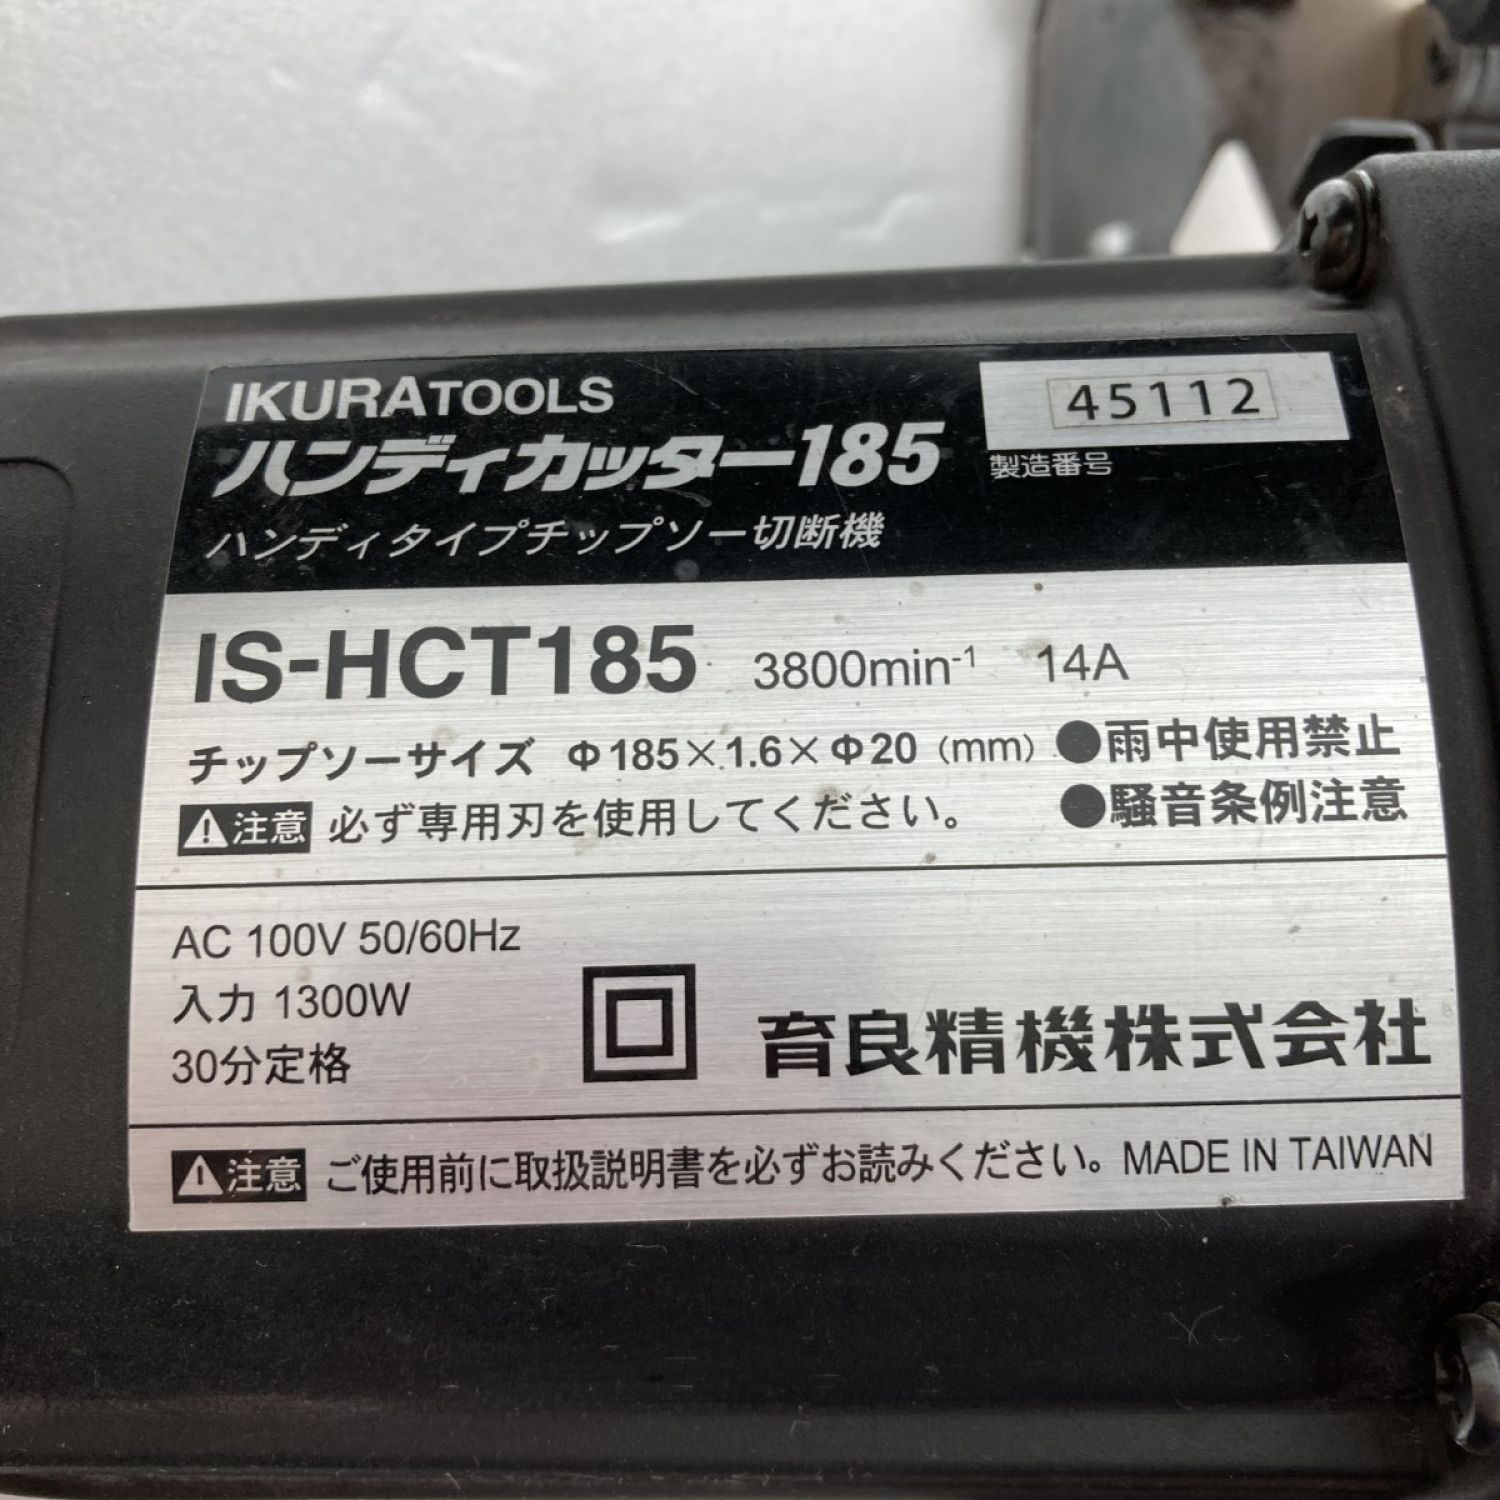 IKURATOOLS
ハンディカッター185
45112
製造番号
ハンディタイプチップソー切断機
IS-HCT185 3800min-1 14A
チップソーサイズ Φ185×1.6×Φ20 (mm)
●雨中使用禁止
⚠注意 必ず専用刃を使用してください。
●騒音条例注意
AC 100V 50/60Hz
入力 1300W
30分定格
育良精機株式会社
⚠注意 ご使用前に取扱説明書を必ずお読みください。 MADE IN TAIWAN